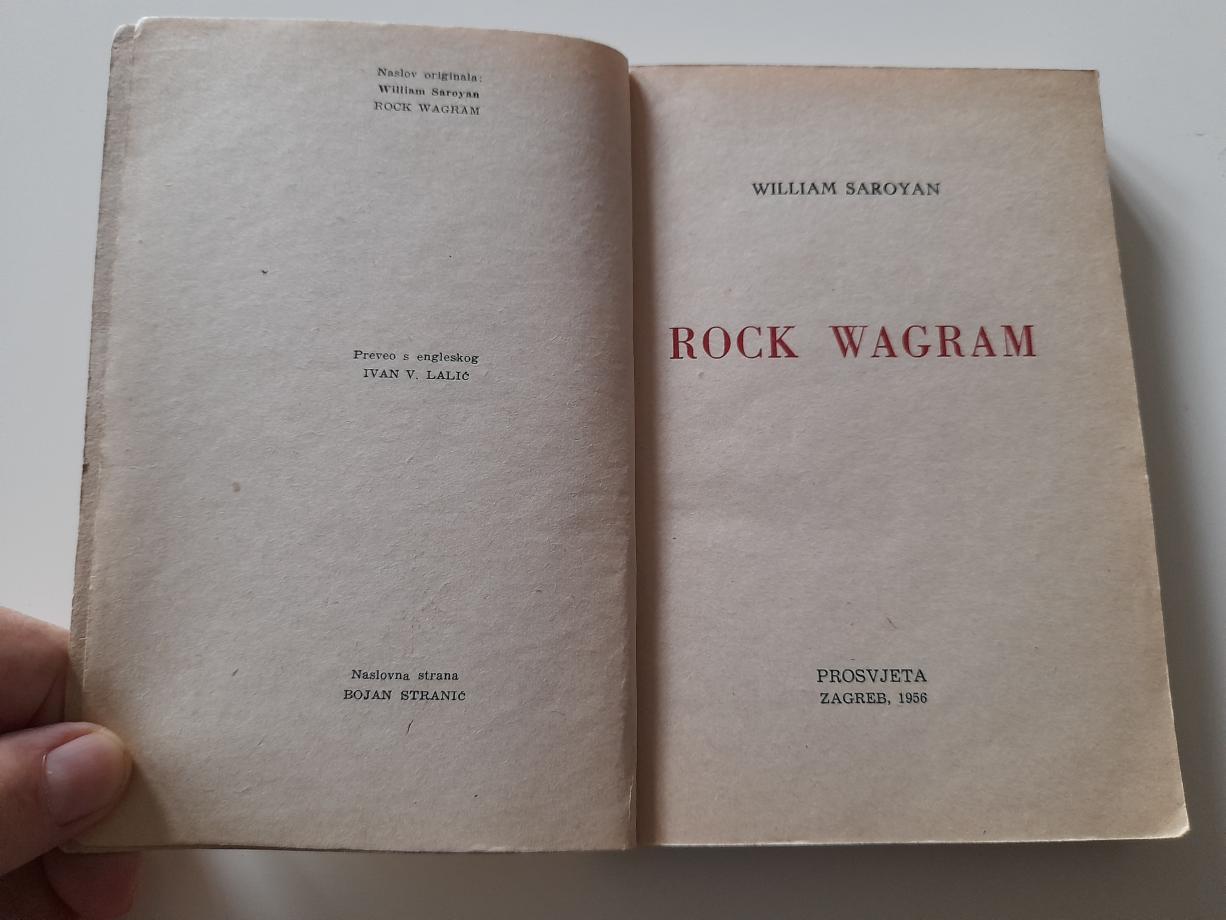 Naslov originala:
William Saroyan
ROCK WAGRAM
Preveo s engleskog
IVAN V. LALIĆ
Naslovna strana
BOJAN STRANIĆ
WILLIAM SAROYAN
ROCK WAGRAM
PROSVJETA
ZAGREB, 1956